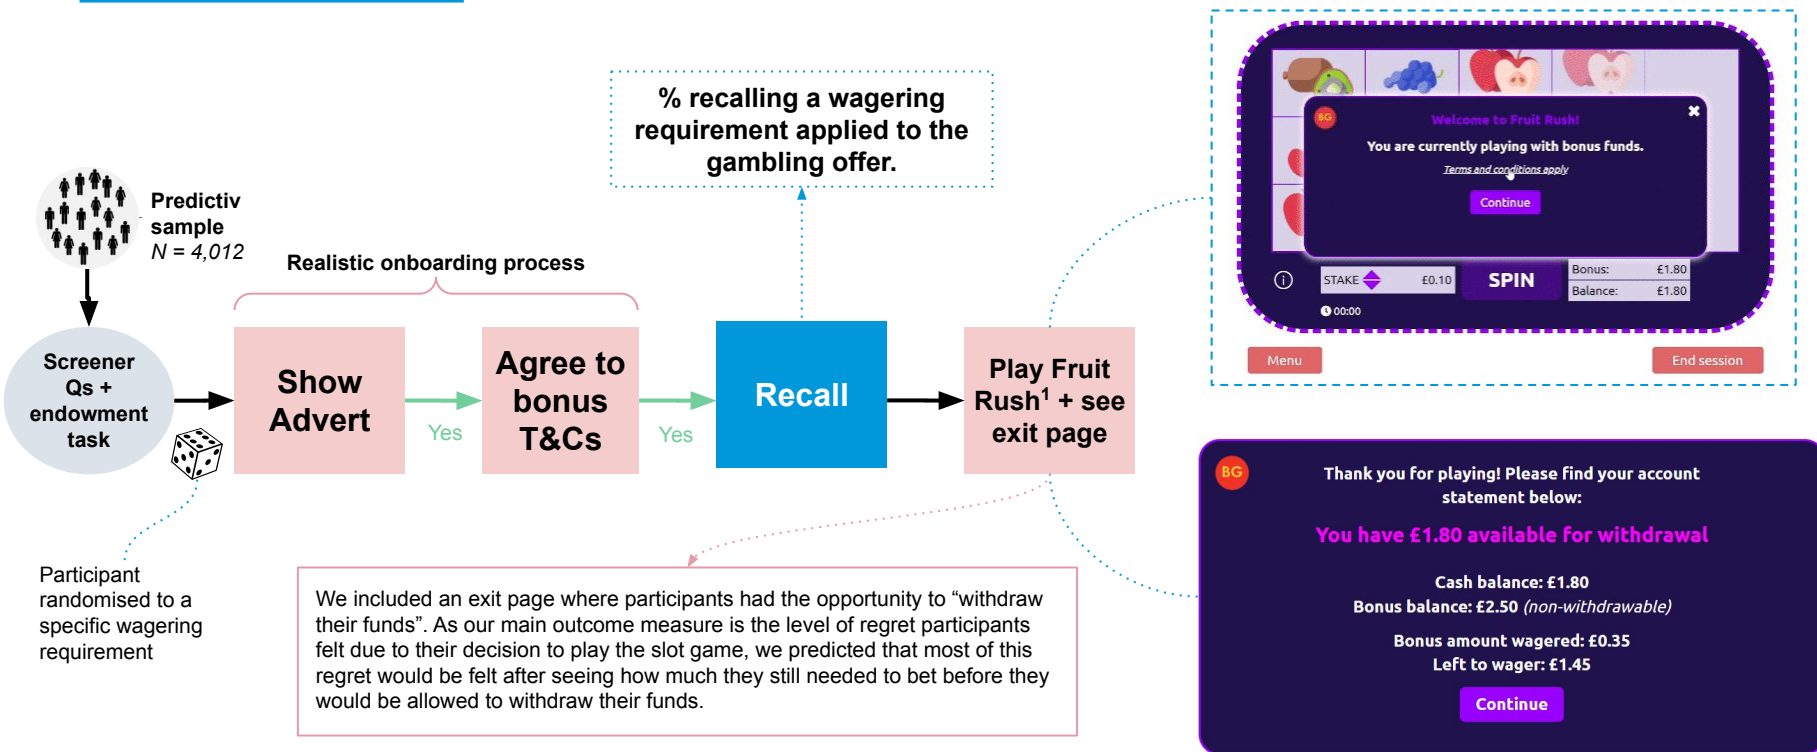 % recalling a wagering
requirement applied to the
gambling offer.
Predictiv
sample
N = 4,012
Realistic onboarding process
Screener
Qs +
endowment
task
Show
Advert
Yes
Agree to
bonus
T&Cs
Yes
Recall
Play Fruit
Rush¹ + see
exit page
Participant
randomised to a
specific wagering
requirement
We included an exit page where participants had the opportunity to “withdraw
their funds”. As our main outcome measure is the level of regret participants
felt due to their decision to play the slot game, we predicted that most of this
regret would be felt after seeing how much they still needed to bet before they
would be allowed to withdraw their funds.
BG
Welcome to Fruit Rush!
You are currently playing with bonus funds.
Terms and conditions apply
Continue
STAKE £0.10
SPIN
Bonus: £1.80
Balance: £1.80
00:00
Menu
End session
BG
Thank you for playing! Please find your account
statement below:
You have £1.80 available for withdrawal
Cash balance: £1.80
Bonus balance: £2.50 (non-withdrawable)
Bonus amount wagered: £0.35
Left to wager: £1.45
Continue